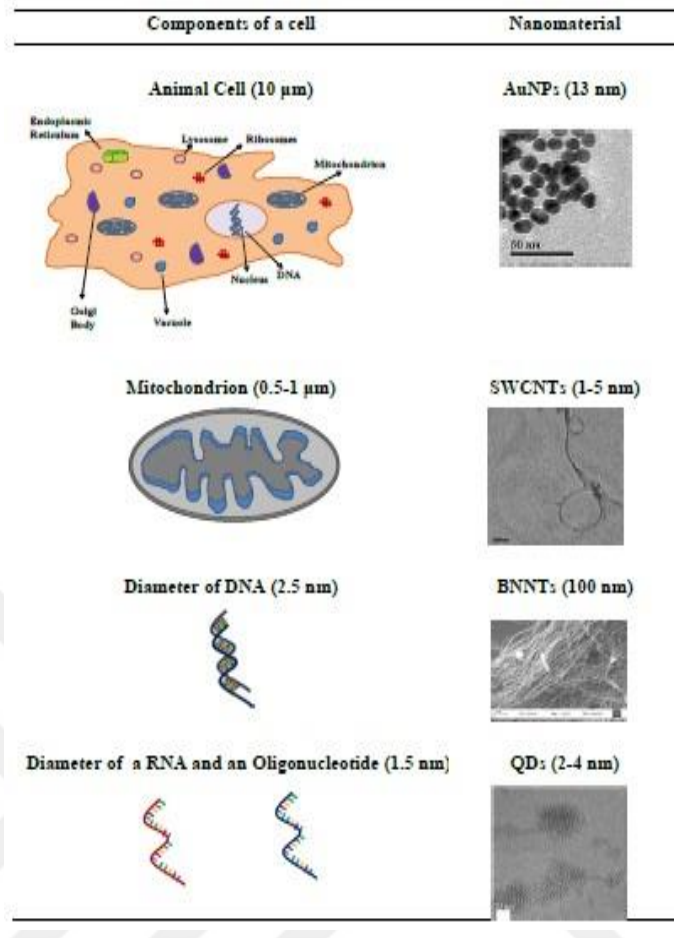 Components of a cell
Nanomaterial
Animal Cell (10 µm)
AuNPs (13 nm)
Endoplasmic
Reticulum
Lysosome
Ribosomes
Mitochondrion
Nucleus
DNA
Golgi
Body
Vacuole
50 nm
Mitochondrion (0.5-1 µm)
SWCNTs (1-5 nm)
Diameter of DNA (2.5 nm)
BNNTs (100 nm)
Diameter of a RNA and an Oligonucleotide (1.5 nm)
QDs (2-4 nm)